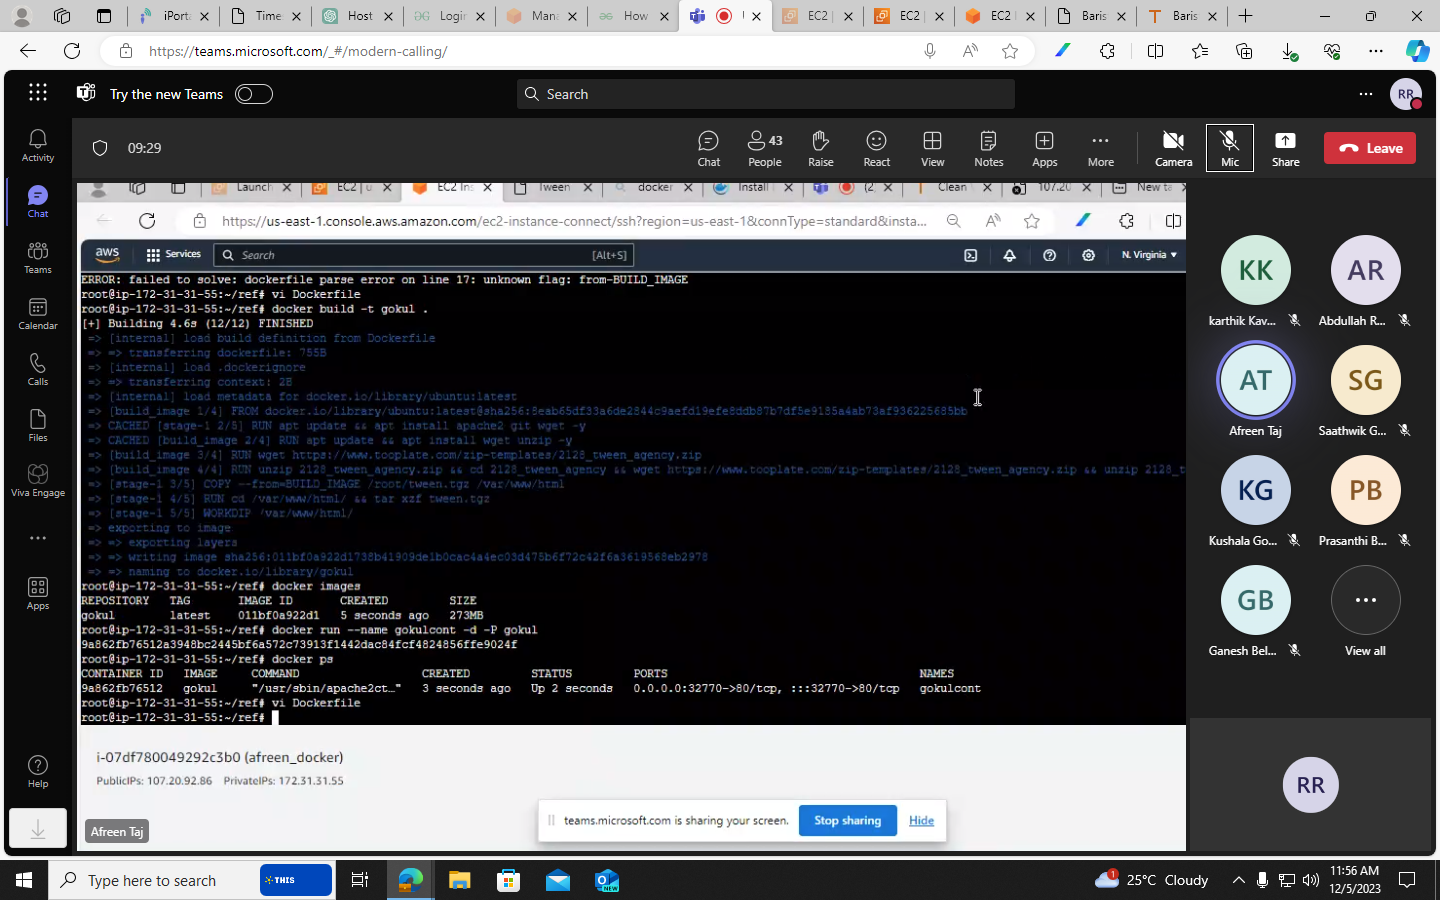 iPorta
Time
Host
Login
Mana
How
EC2 |
EC2 |
EC2 I
Baris
Baris
https://teams.microsoft.com/_#/modern-calling/
Try the new Teams
Search
RR
09:29
Chat
People
43
Raise
React
View
Notes
Apps
More
Camera
Mic
Share
Leave
Activity
Chat
Teams
Calendar
Calls
Files
Viva Engage
Apps
Help
Launch
EC2 | u
EC2 Ins
Tween
docker
Install
(2)
Clean
107.20
New ta
https://us-east-1.console.aws.amazon.com/ec2-instance-connect/ssh?region=us-east-1&connType=standard&insta...
aws
Services
Search
[Alt+S]
N. Virginia
ERROR: failed to solve: dockerfile parse error on line 17: unknown flag: from-BUILD_IMAGE
root@ip-172-31-31-55:~/ref# vi Dockerfile
root@ip-172-31-31-55:~/ref# docker build -t gokul .
[+] Building 4.6s (12/12) FINISHED
=> [internal] load build definition from Dockerfile
=> => transferring dockerfile: 755B
=> [internal] load .dockerignore
=> => transferring context: 2B
=> [internal] load metadata for docker.io/library/ubuntu:latest
=> [build_image 1/4] FROM docker.io/library/ubuntu:latest@sha256:8eab65df33a6de2844c9aefd19efe8ddb87b7df5e9185a4ab73af936225685bb
=> CACHED [stage-1 2/5] RUN apt update && apt install apache2 git wget -y
=> CACHED [build_image 2/4] RUN apt update && apt install wget unzip -y
=> [build_image 3/4] RUN wget https://www.tooplate.com/zip-templates/2128_tween_agency.zip
=> [build_image 4/4] RUN unzip 2128_tween_agency.zip && cd 2128_tween_agency && wget https://www.tooplate.com/zip-templates/2128_tween_agency.zip && unzip 2128_t
=> [stage-1 3/5] COPY --from=BUILD_IMAGE /root/tween.tgz /var/www/html
=> [stage-1 4/5] RUN cd /var/www/html/ && tar xzf tween.tgz
=> [stage-1 5/5] WORKDIR /var/www/html/
=> exporting to image
=> => exporting layers
=> => writing image sha256:011bf0a922d1738b41909de1b0cac4a4ec03d475b6f72c42f6a3619568eb2978
=> => naming to docker.io/library/gokul
root@ip-172-31-31-55:~/ref# docker images
REPOSITORY TAG IMAGE ID CREATED SIZE
gokul latest 011bf0a922d1 5 seconds ago 273MB
root@ip-172-31-31-55:~/ref# docker run --name gokulcont -d -P gokul
9a862fb76512a3948bc2445bf6a572c73913f1442dac84fcf4824856ffe9024f
root@ip-172-31-31-55:~/ref# docker ps
CONTAINER ID IMAGE COMMAND CREATED STATUS PORTS NAMES
9a862fb76512 gokul "/usr/sbin/apache2ct…" 3 seconds ago Up 2 seconds 0.0.0.0:32770->80/tcp, :::32770->80/tcp gokulcont
root@ip-172-31-31-55:~/ref# vi Dockerfile
root@ip-172-31-31-55:~/ref#
i-07df780049292c3b0 (afreen_docker)
PublicIPs: 107.20.92.86 PrivateIPs: 172.31.31.55
teams.microsoft.com is sharing your screen.
Stop sharing
Hide
Afreen Taj
KK
karthik Kav...
AR
Abdullah R...
AT
Afreen Taj
SG
Saathwik G...
KG
Kushala Go...
PB
Prasanthi B...
GB
Ganesh Bel...
View all
RR
Type here to search
THIS
NEW
1
25°C Cloudy
11:56 AM
12/5/2023